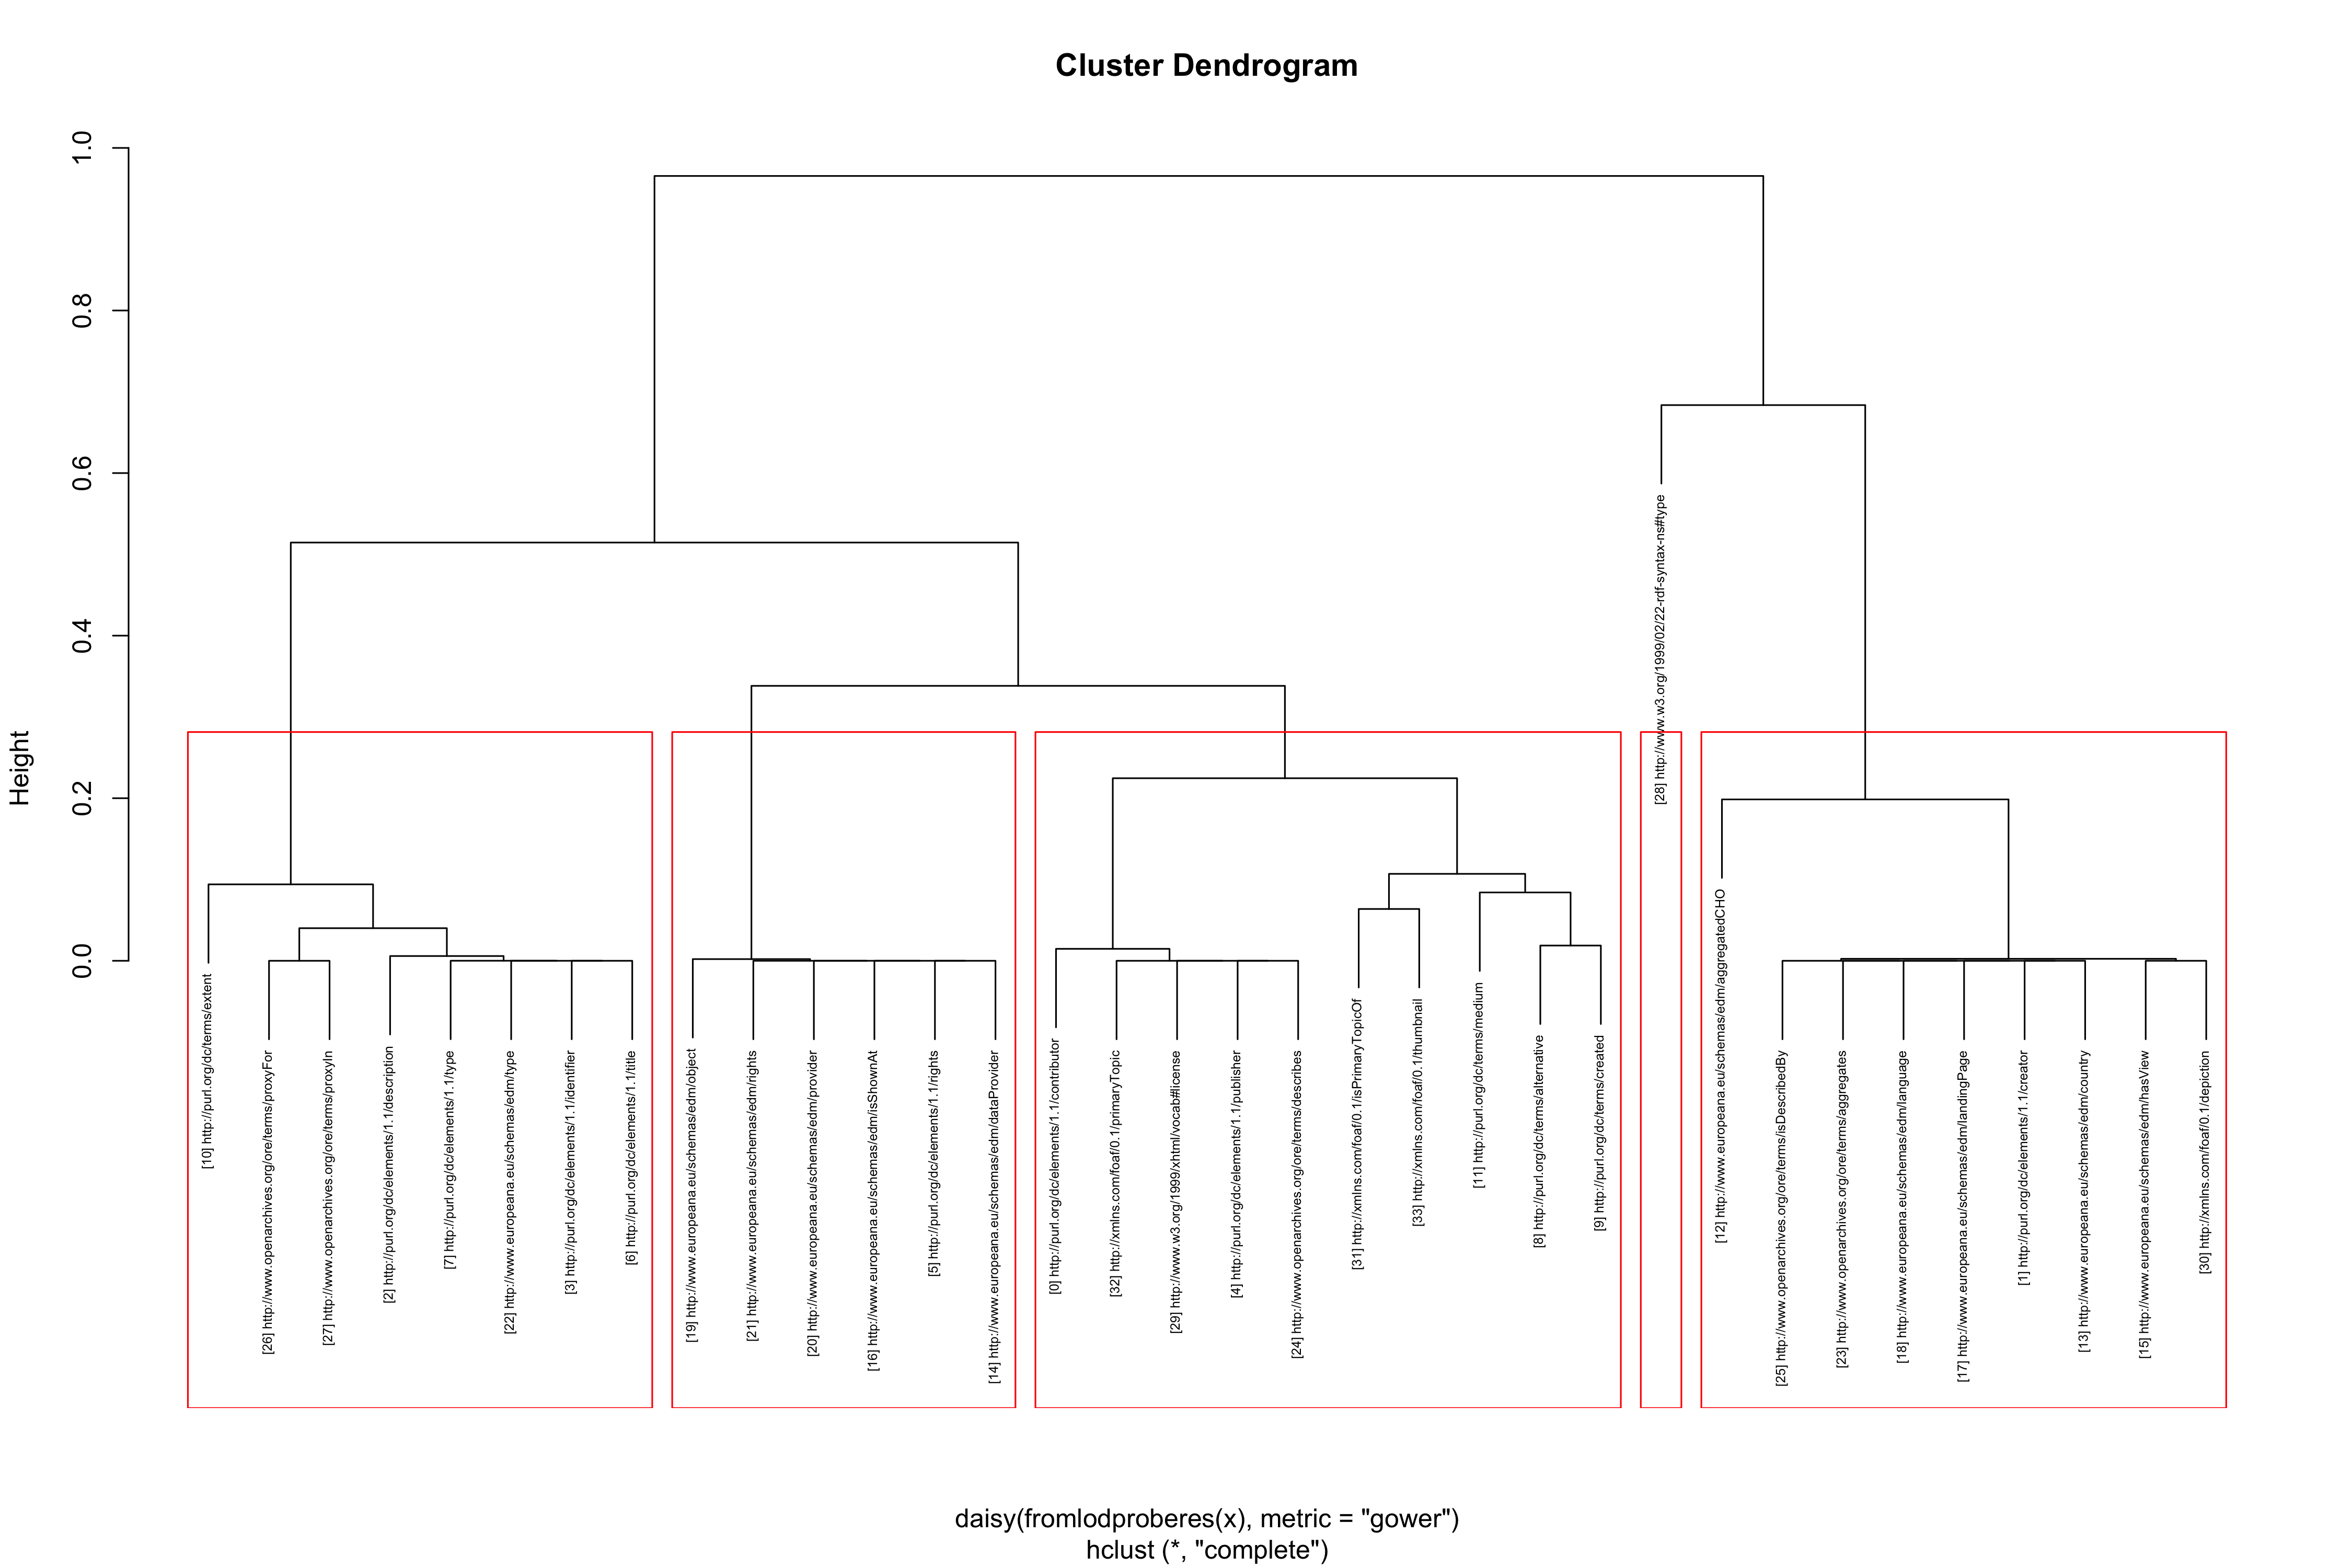 Cluster Dendrogram
Height
1.0
0.8
0.6
0.4
0.2
0.0
[10] http://purl.org/dc/terms/extent
[26] http://www.openarchives.org/ore/terms/proxyFor
[27] http://www.openarchives.org/ore/terms/proxyIn
[2] http://purl.org/dc/elements/1.1/description
[7] http://purl.org/dc/elements/1.1/type
[22] http://www.europeana.eu/schemas/edm/type
[3] http://purl.org/dc/elements/1.1/identifier
[6] http://purl.org/dc/elements/1.1/title
[19] http://www.europeana.eu/schemas/edm/object
[21] http://www.europeana.eu/schemas/edm/rights
[20] http://www.europeana.eu/schemas/edm/provider
[16] http://www.europeana.eu/schemas/edm/isShownAt
[5] http://purl.org/dc/elements/1.1/rights
[14] http://www.europeana.eu/schemas/edm/dataProvider
[0] http://purl.org/dc/elements/1.1/contributor
[32] http://xmlns.com/foaf/0.1/primaryTopic
[29] http://www.w3.org/1999/xhtml/vocab#license
[4] http://purl.org/dc/elements/1.1/publisher
[24] http://www.openarchives.org/ore/terms/describes
[31] http://xmlns.com/foaf/0.1/isPrimaryTopicOf
[33] http://xmlns.com/foaf/0.1/thumbnail
[11] http://purl.org/dc/terms/medium
[8] http://purl.org/dc/terms/alternative
[9] http://purl.org/dc/terms/created
[28] http://www.w3.org/1999/02/22-rdf-syntax-ns#type
[12] http://www.europeana.eu/schemas/edm/aggregatedCHO
[25] http://www.openarchives.org/ore/terms/isDescribedBy
[23] http://www.openarchives.org/ore/terms/aggregates
[18] http://www.europeana.eu/schemas/edm/language
[17] http://www.europeana.eu/schemas/edm/landingPage
[1] http://purl.org/dc/elements/1.1/creator
[13] http://www.europeana.eu/schemas/edm/country
[15] http://www.europeana.eu/schemas/edm/hasView
[30] http://xmlns.com/foaf/0.1/depiction
daisy(fromlodproberes(x), metric = "gower")
hclust (*, "complete")